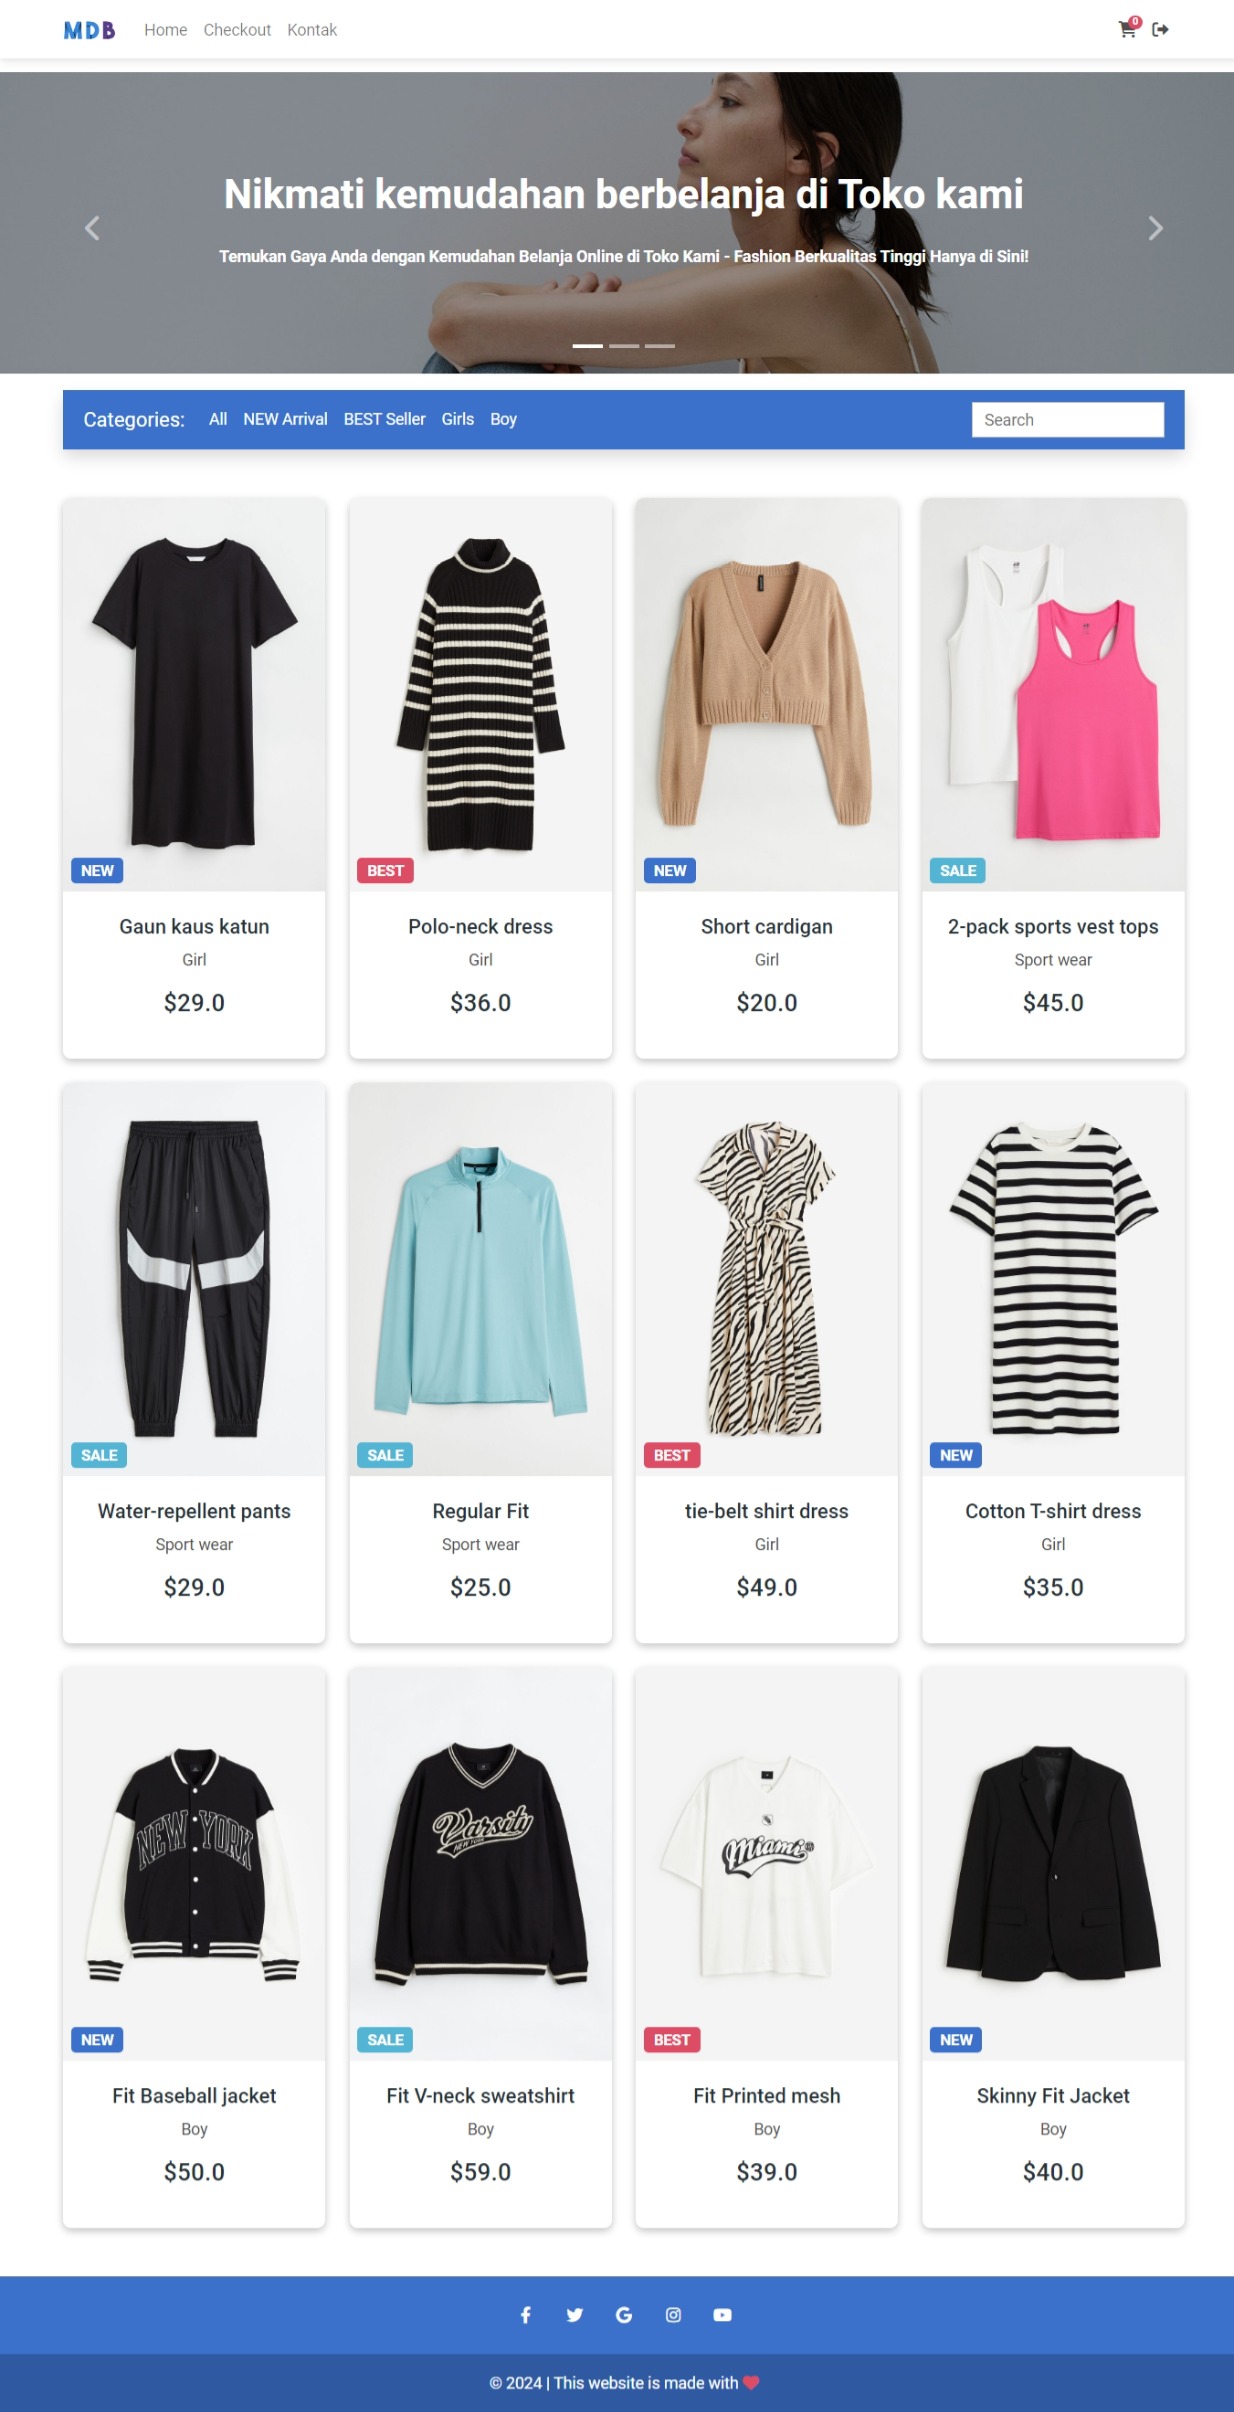 MDB Home Checkout Kontak 0
Nikmati kemudahan berbelanja di Toko kami
Temukan Gaya Anda dengan Kemudahan Belanja Online di Toko Kami - Fashion Berkualitas Tinggi Hanya di Sini!
Categories: All NEW Arrival BEST Seller Girls Boy Search
NEW BEST NEW SALE
Gaun kaus katun Polo-neck dress Short cardigan 2-pack sports vest tops
Girl Girl Girl Sport wear
$29.0 $36.0 $20.0 $45.0
SALE SALE BEST NEW
Water-repellent pants Regular Fit tie-belt shirt dress Cotton T-shirt dress
Sport wear Sport wear Girl Girl
$29.0 $25.0 $49.0 $35.0
NEW YORK Varsity Miami
NEW YORK
NEW SALE BEST NEW
Fit Baseball jacket Fit V-neck sweatshirt Fit Printed mesh Skinny Fit Jacket
Boy Boy Boy Boy
$50.0 $59.0 $39.0 $40.0
© 2024 | This website is made with